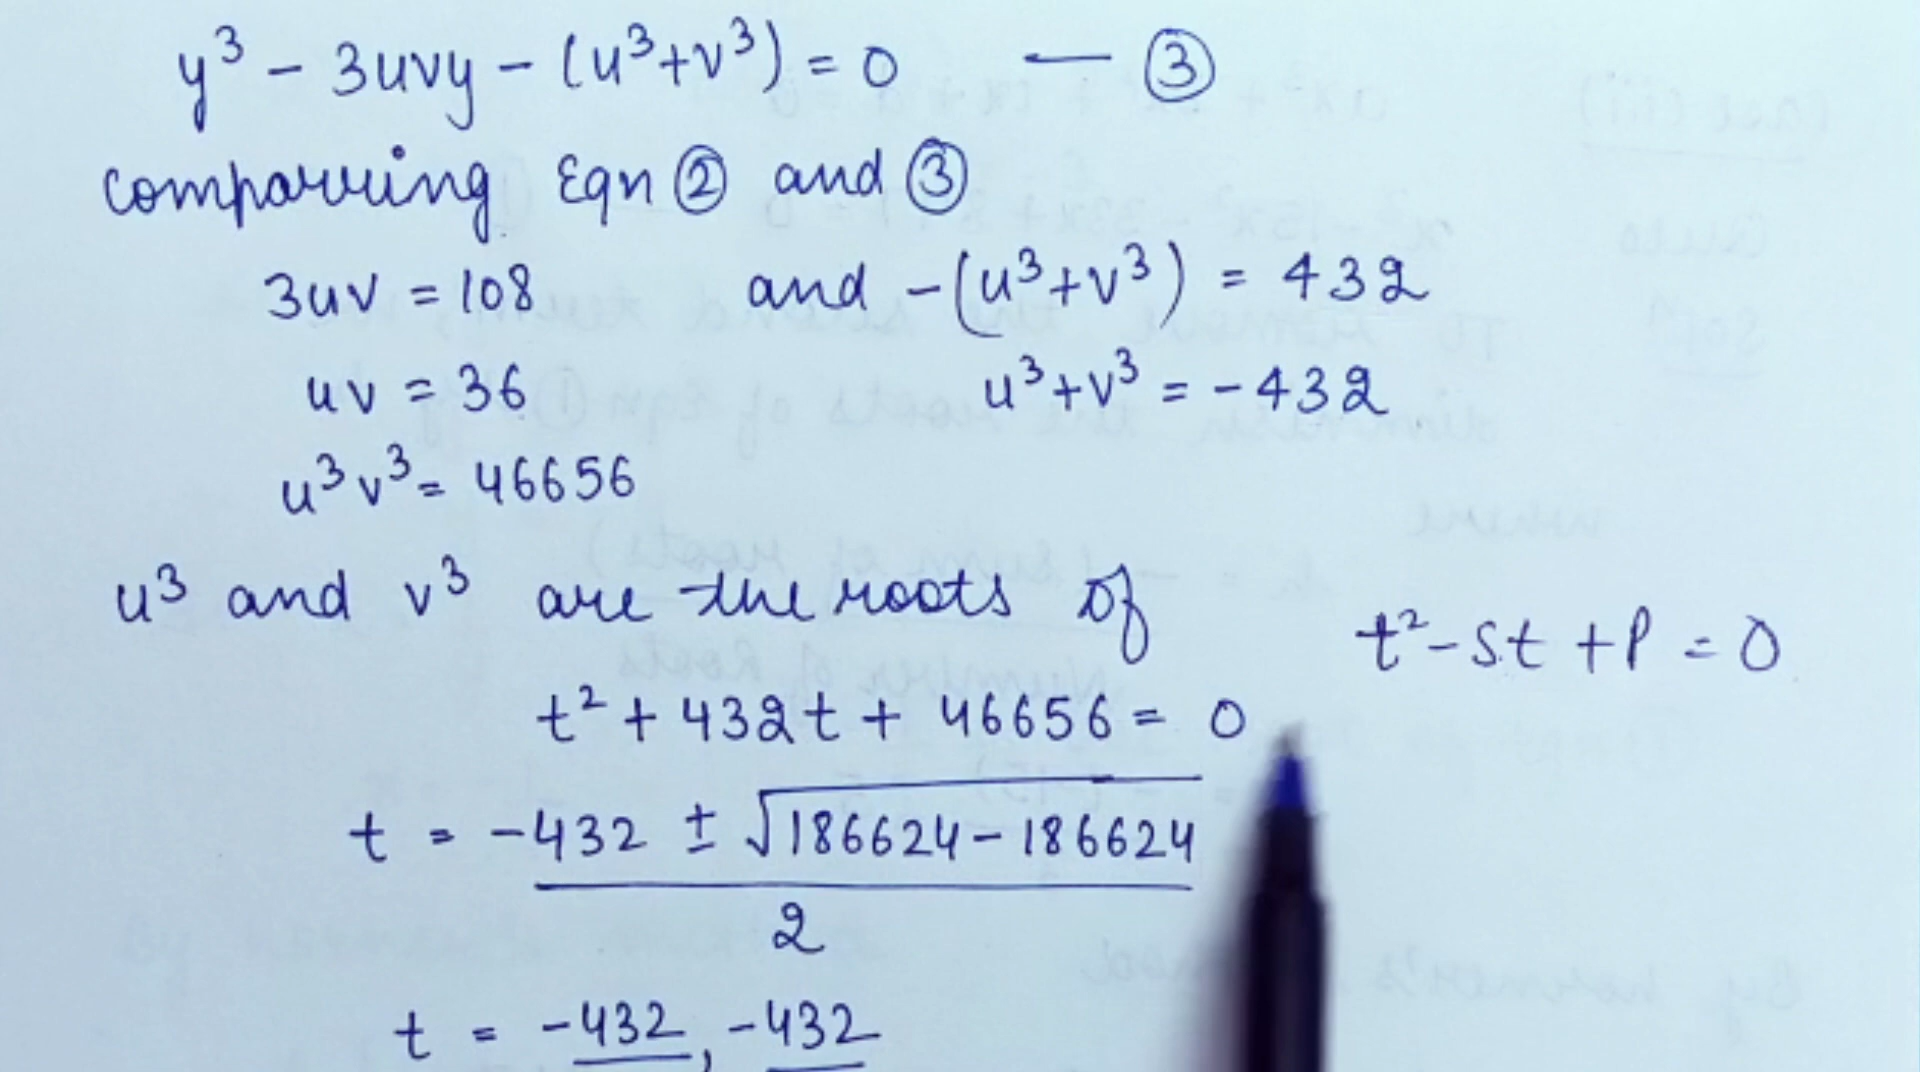 y³ - 3uvy - (u³+v³) = 0 — ③
comparring Eqn ② and ③
3uv = 108 and -(u³+v³) = 432
uv = 36 u³+v³ = -432
u³v³ = 46656
u³ and v³ are the roots of
t² - s.t + P = 0
t² + 432t + 46656 = 0
t = -432 ± √186624 - 186624
2
t = -432, -432